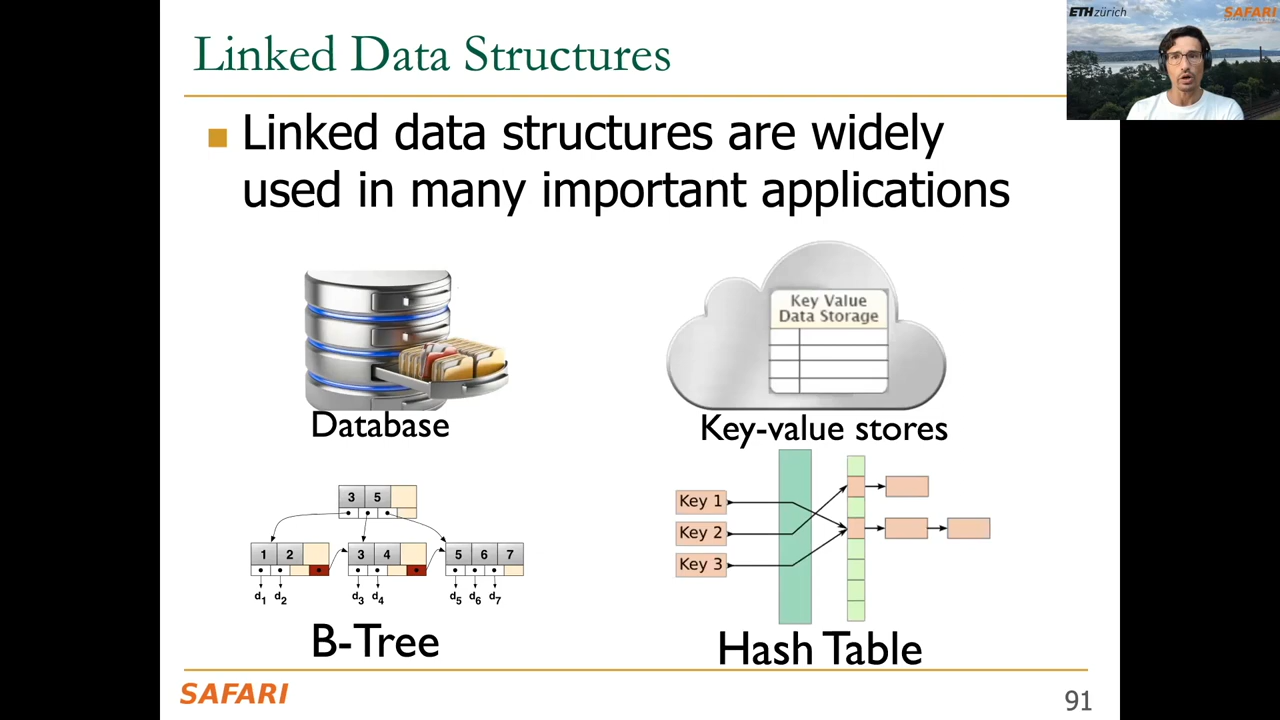 Linked Data Structures
ETH zürich
SAFARI
Linked data structures are widely
used in many important applications
Key Value
Data Storage
Database
Key-value stores
3 5
1 2
3 4
5 6 7
d1 d2
d3 d4
d5 d6 d7
Key 1
Key 2
Key 3
B-Tree
Hash Table
SAFARI
91